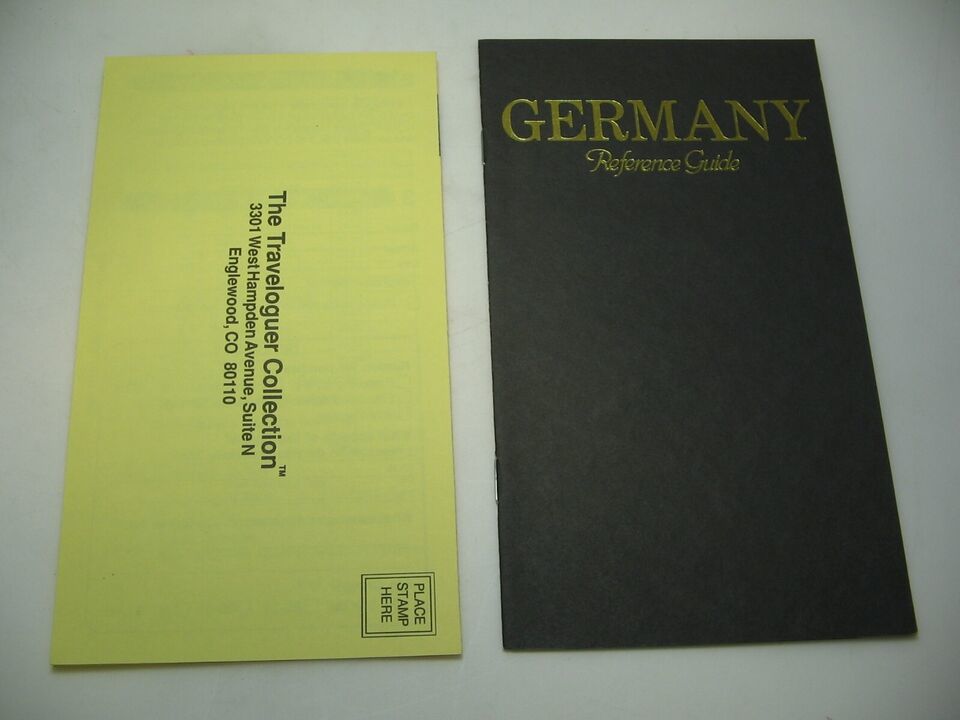 The Traveloguer Collection™
3301 West Hampden Avenue, Suite N
Englewood, CO 80110
PLACE
STAMP
HERE
GERMANY
Reference Guide